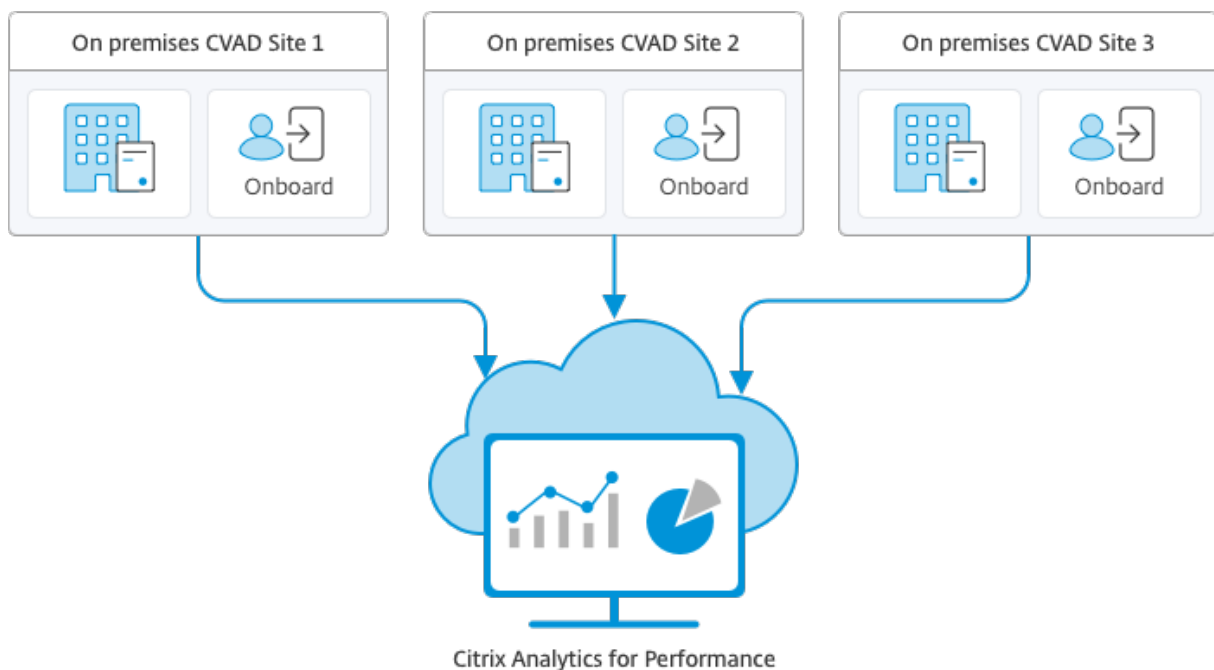 On premises CVAD Site 1
On premises CVAD Site 2
On premises CVAD Site 3
Onboard
Onboard
Onboard
Citrix Analytics for Performance